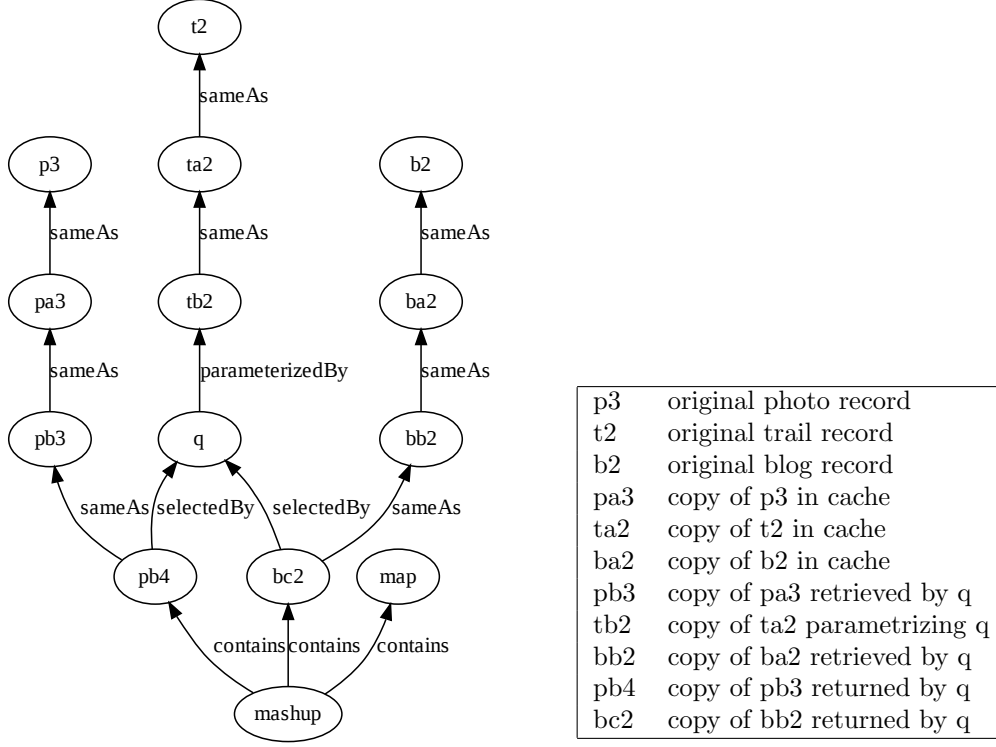 t2
sameAs
p3
ta2
b2
sameAs
sameAs
sameAs
pa3
tb2
ba2
sameAs
parameterizedBy
sameAs
pb3
q
bb2
sameAs
selectedBy
selectedBy
sameAs
pb4
bc2
map
contains
contains
contains
mashup
p3 original photo record
t2 original trail record
b2 original blog record
pa3 copy of p3 in cache
ta2 copy of t2 in cache
ba2 copy of b2 in cache
pb3 copy of pa3 retrieved by q
tb2 copy of ta2 parametrizing q
bb2 copy of ba2 retrieved by q
pb4 copy of pb3 returned by q
bc2 copy of bb2 returned by q